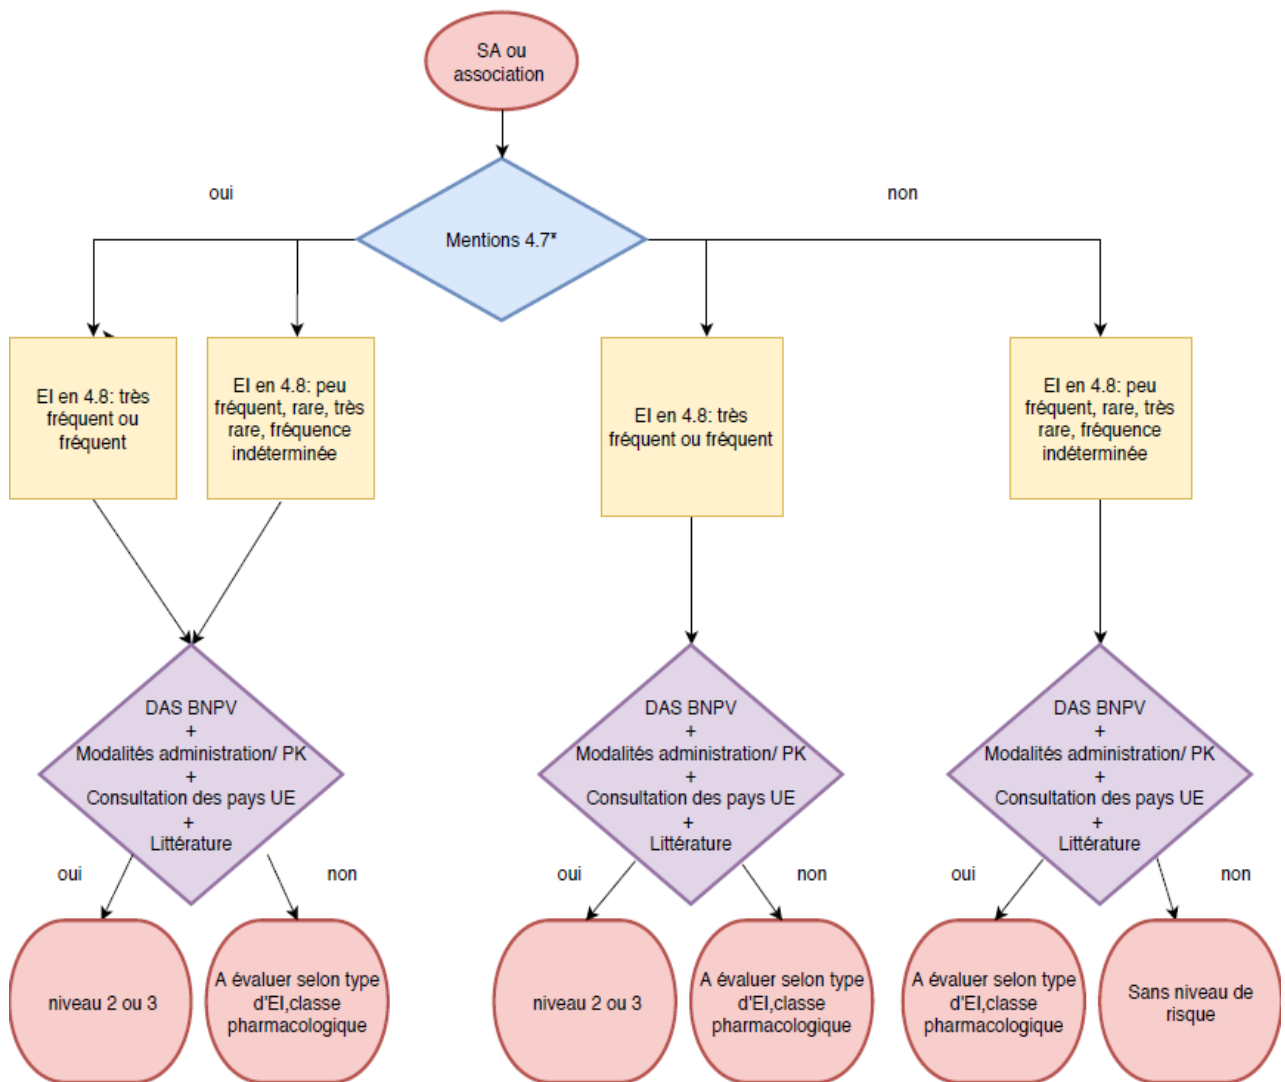 SA ou
association
oui
non
Mentions 4.7*
EI en 4.8: très
fréquent ou
fréquent
EI en 4.8: peu
fréquent, rare, très
rare, fréquence
indéterminée
EI en 4.8: très
fréquent ou fréquent
EI en 4.8: peu
fréquent, rare, très
rare, fréquence
indéterminée
DAS BNPV
+
Modalités administration/ PK
+
Consultation des pays UE
+
Littérature
DAS BNPV
+
Modalités administration/ PK
+
Consultation des pays UE
+
Littérature
DAS BNPV
+
Modalités administration/ PK
+
Consultation des pays UE
+
Littérature
oui
non
oui
non
oui
non
niveau 2 ou 3
A évaluer selon type
d'EI,classe
pharmacologique
niveau 2 ou 3
A évaluer selon type
d'EI,classe
pharmacologique
A évaluer selon type
d'EI,classe
pharmacologique
Sans niveau de
risque